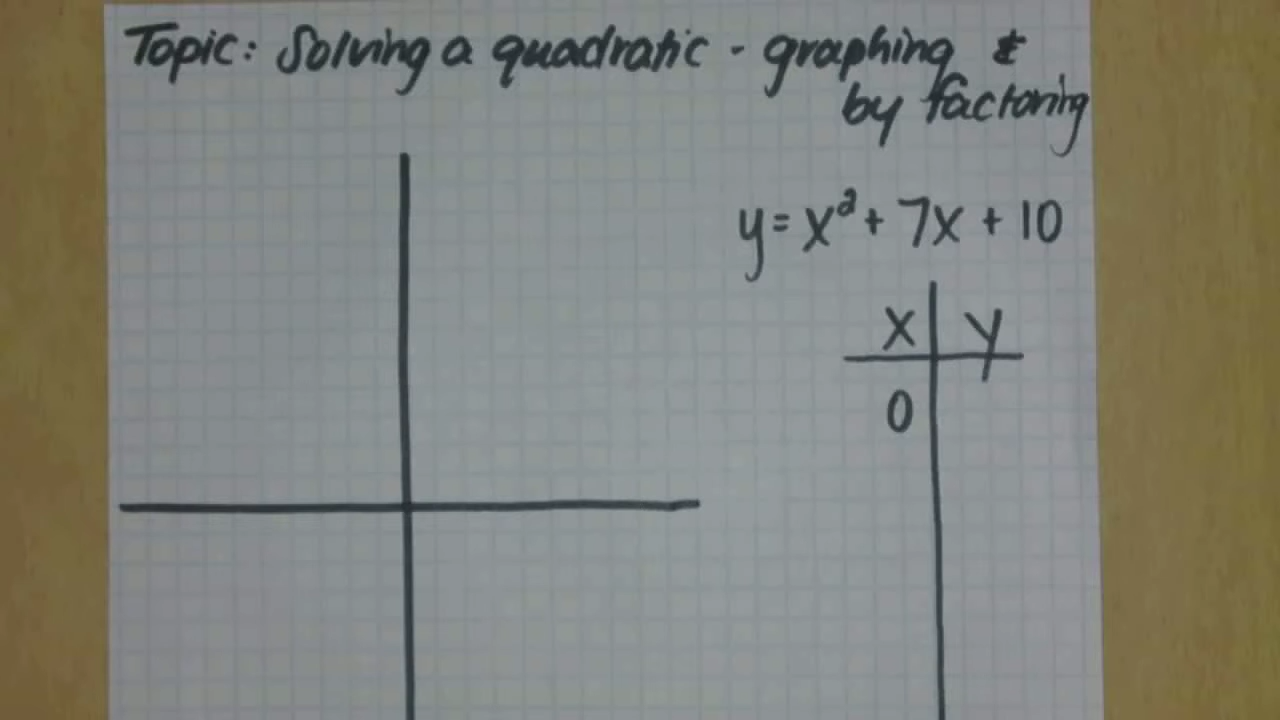 Topic: Solving a quadratic - graphing &
by factoring
y = x² + 7x + 10
x y
0